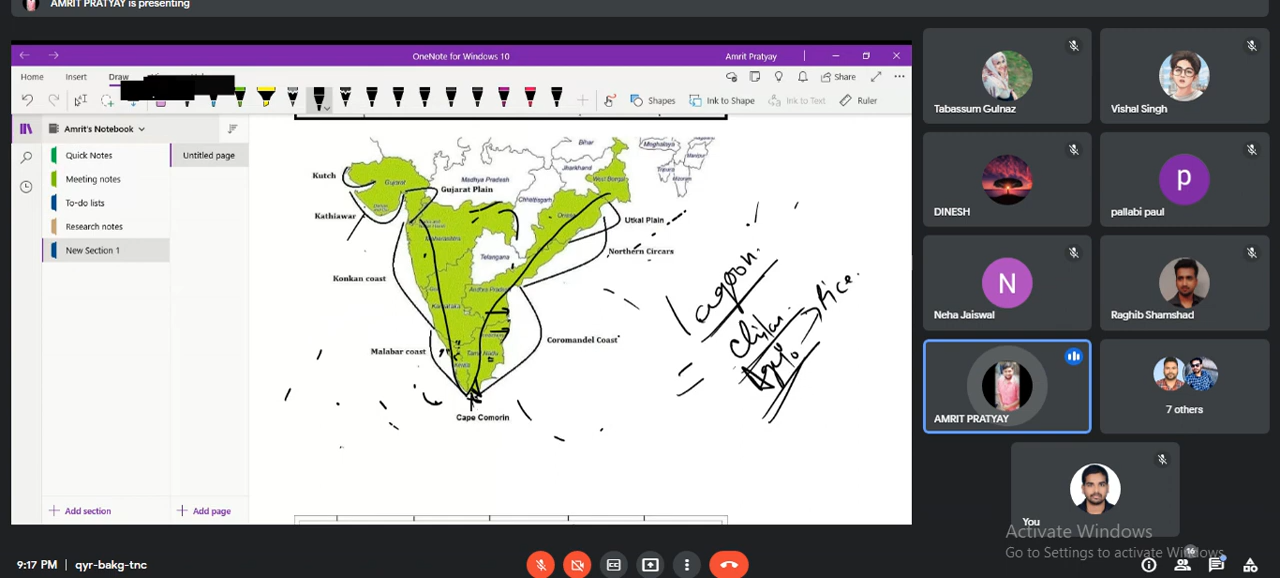 AMRIT PRATYAY is presenting
OneNote for Windows 10
Amrit Pratyay
Home Insert Draw
Share
Shapes Ink to Shape Ink to Text Ruler
Amrit's Notebook
Quick Notes
Meeting notes
To-do lists
Research notes
New Section 1
Untitled page
Add section
Add page
Bihar
Meghalaya
Manipur
Jharkhand
Kutch
Gujarat
Madhya Pradesh
West Bengal
Gujarat Plain
Chhattisgarh
Kathiawar
Utkal Plain
Maharashtra
Northern Circars
Telangana
Konkan coast
Andhra Pradesh
Karnataka
Coromandel Coast
Malabar coast
Tamil Nadu
Cape Comorin
lagoon.
Rice.
Tabassum Gulnaz
Vishal Singh
DINESH
p
pallabi paul
N
Neha Jaiswal
Raghib Shamshad
AMRIT PRATYAY
7 others
You
Activate Windows
Go to Settings to activate Windows.
9:17 PM | qyr-bakg-tnc
16